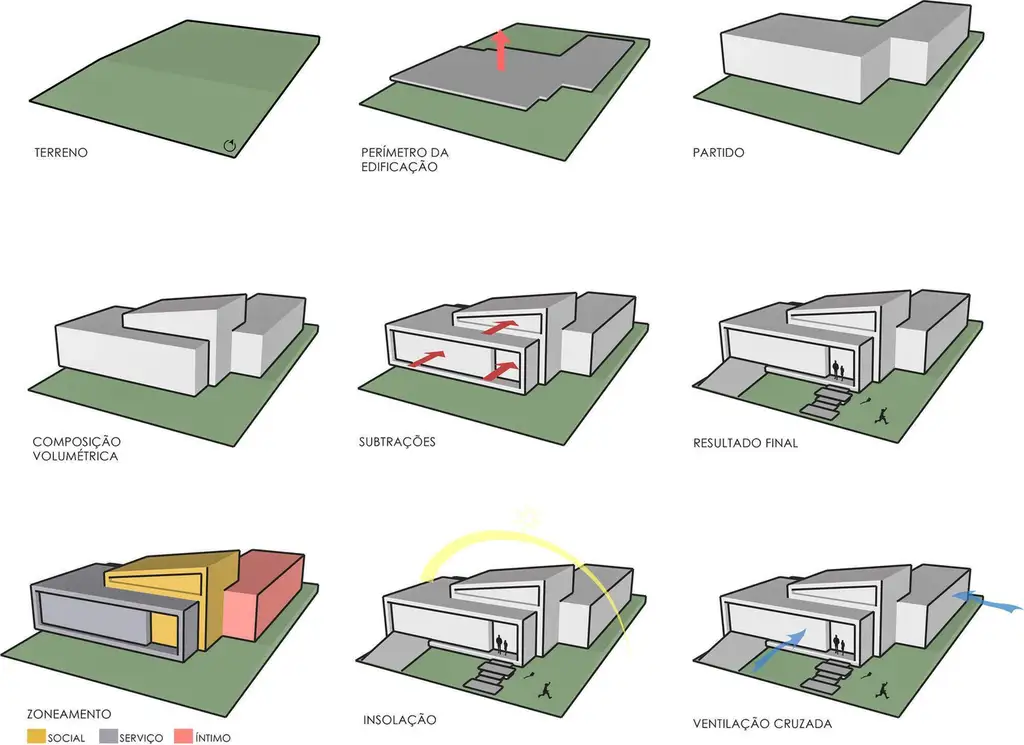 TERRENO
PERÍMETRO DA
EDIFICAÇÃO
PARTIDO
COMPOSIÇÃO
VOLUMÉTRICA
SUBTRAÇÕES
RESULTADO FINAL
ZONEAMENTO
SOCIAL SERVIÇO ÍNTIMO
INSOLAÇÃO
VENTILAÇÃO CRUZADA